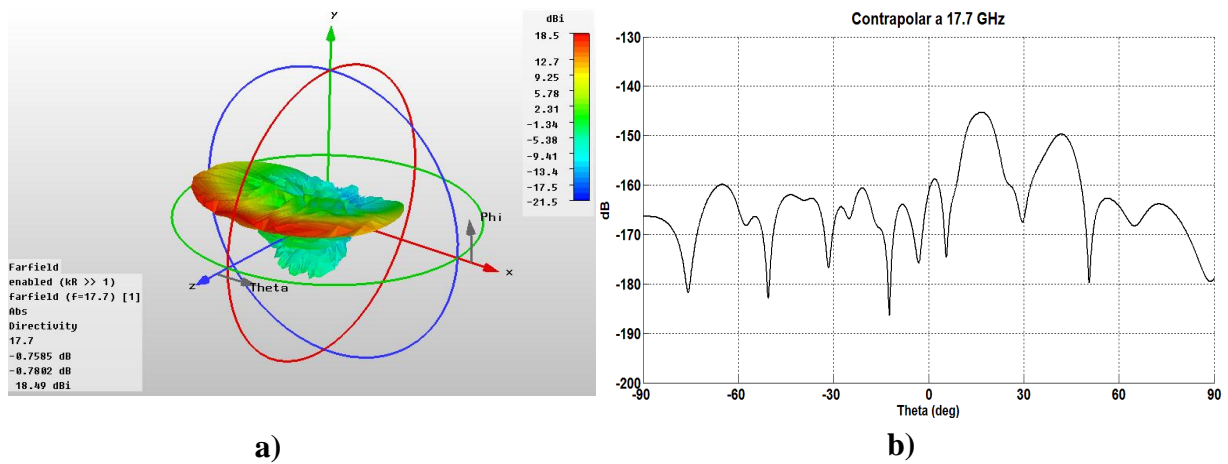 y
dBi
18.5
12.7
9.25
5.78
2.31
-1.34
-5.38
-9.41
-13.4
-17.5
-21.5
Phi
x
z
Theta
Farfield
enabled (kR >> 1)
farfield (f=17.7) [1]
Abs
Directivity
17.7
-0.7585 dB
-0.7802 dB
18.49 dBi
a)
Contrapolar a 17.7 GHz
-130
-140
-150
-160
-170
-180
-190
-200
dB
-90
-60
-30
0
30
60
90
Theta (deg)
b)